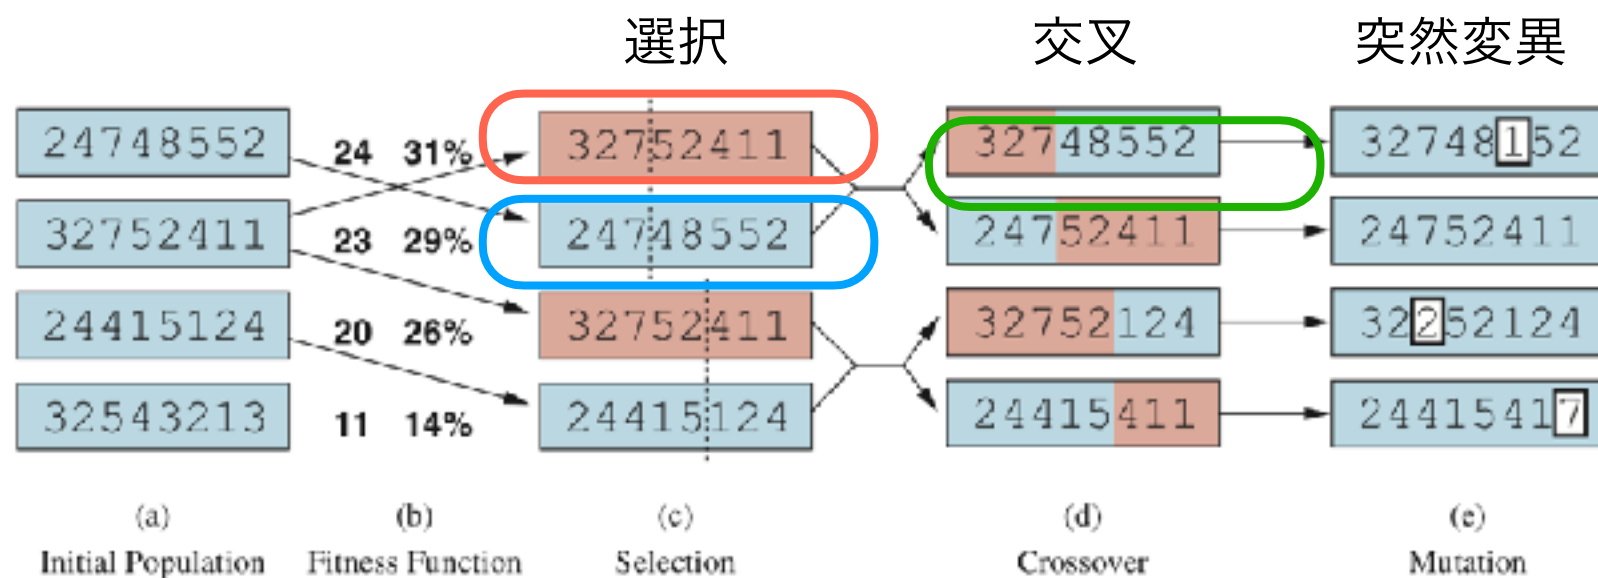 選択 交叉 突然変異
24748552 24 31% 32752411 32748552 32748152
32752411 23 29% 24748552 24752411 24752411
24415124 20 26% 32752411 32752124 32252124
32543213 11 14% 24415124 24415411 24415417
(a) (b) (c) (d) (e)
Initial Population Fitness Function Selection Crossover Mutation